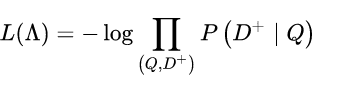 L(Λ) = − log ∏_{(Q,D⁺)} P (D⁺ | Q)